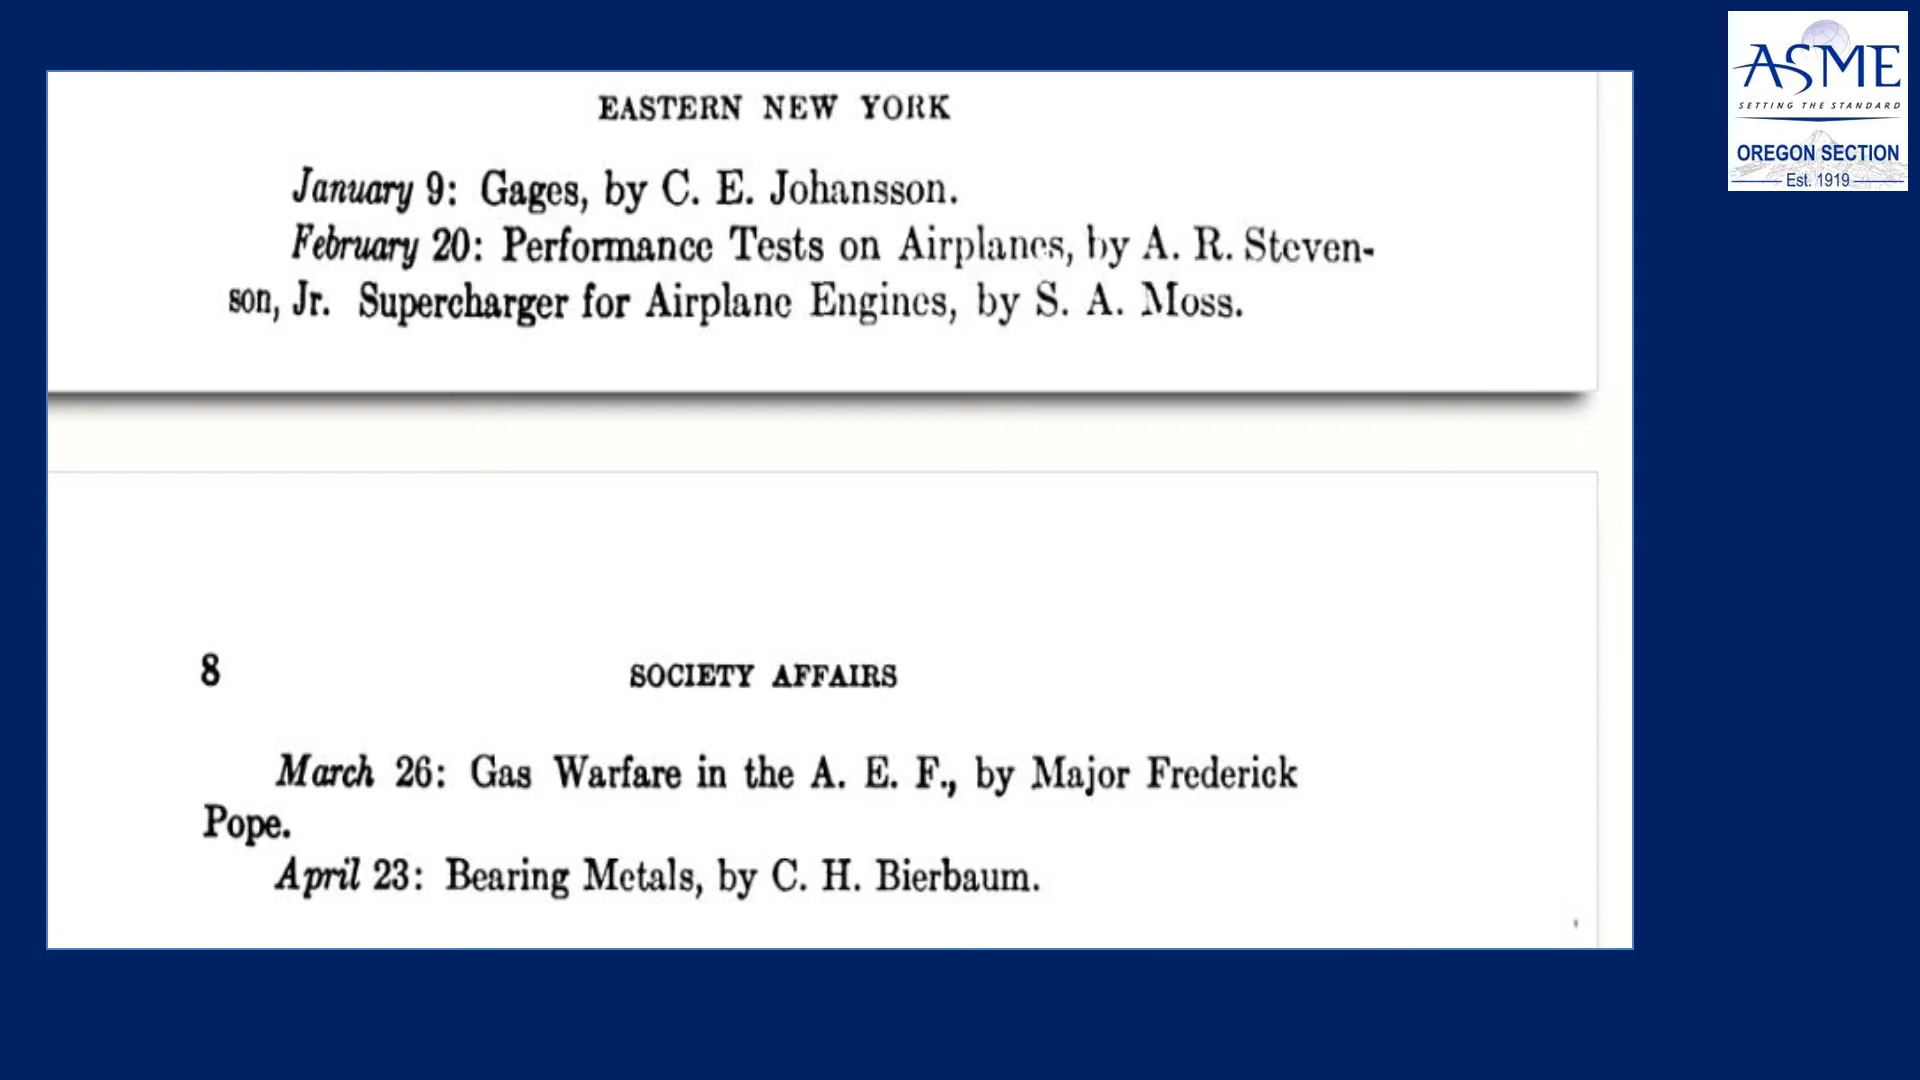 EASTERN NEW YORK
January 9: Gages, by C. E. Johansson.
February 20: Performance Tests on Airplanes, by A. R. Steven-
son, Jr. Supercharger for Airplane Engines, by S. A. Moss.
8 SOCIETY AFFAIRS
March 26: Gas Warfare in the A. E. F., by Major Frederick
Pope.
April 23: Bearing Metals, by C. H. Bierbaum.
ASME
SETTING THE STANDARD
OREGON SECTION
Est. 1919